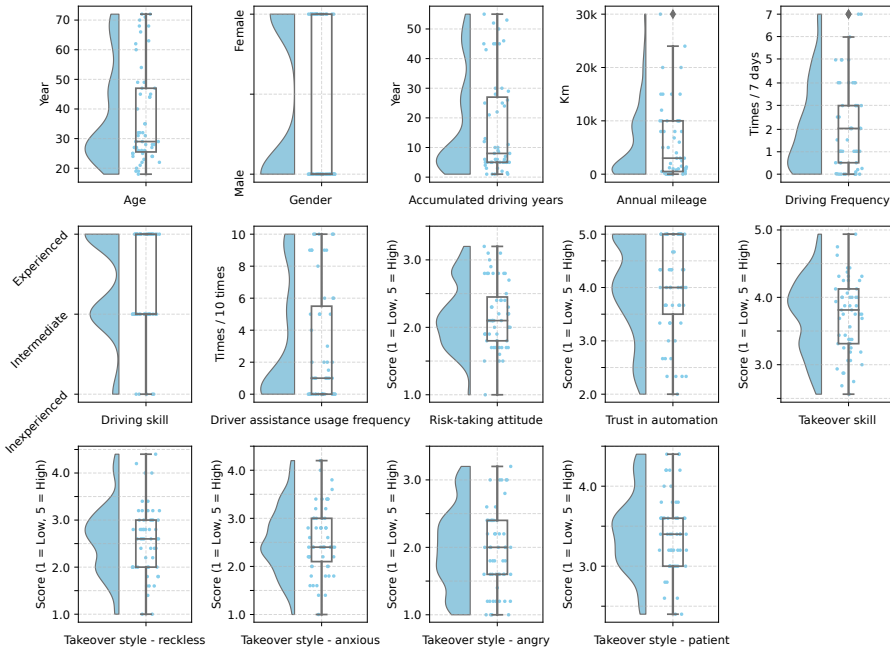 Year
70
60
50
40
30
20
Age
Female
Male
Gender
Year
50
40
30
20
10
0
Accumulated driving years
Km
30k
20k
10k
0
Annual mileage
Times / 7 days
7
6
5
4
3
2
1
0
Driving Frequency
Experienced
Intermediate
Inexperienced
Driving skill
Times / 10 times
10
8
6
4
2
0
Driver assistance usage frequency
Score (1 = Low, 5 = High)
3.0
2.0
1.0
Risk-taking attitude
Score (1 = Low, 5 = High)
5.0
4.0
3.0
2.0
Trust in automation
Score (1 = Low, 5 = High)
5.0
4.0
3.0
Takeover skill
Score (1 = Low, 5 = High)
4.0
3.0
2.0
1.0
Takeover style - reckless
Score (1 = Low, 5 = High)
4.0
3.0
2.0
1.0
Takeover style - anxious
Score (1 = Low, 5 = High)
3.0
2.0
1.0
Takeover style - angry
Score (1 = Low, 5 = High)
4.0
3.0
Takeover style - patient